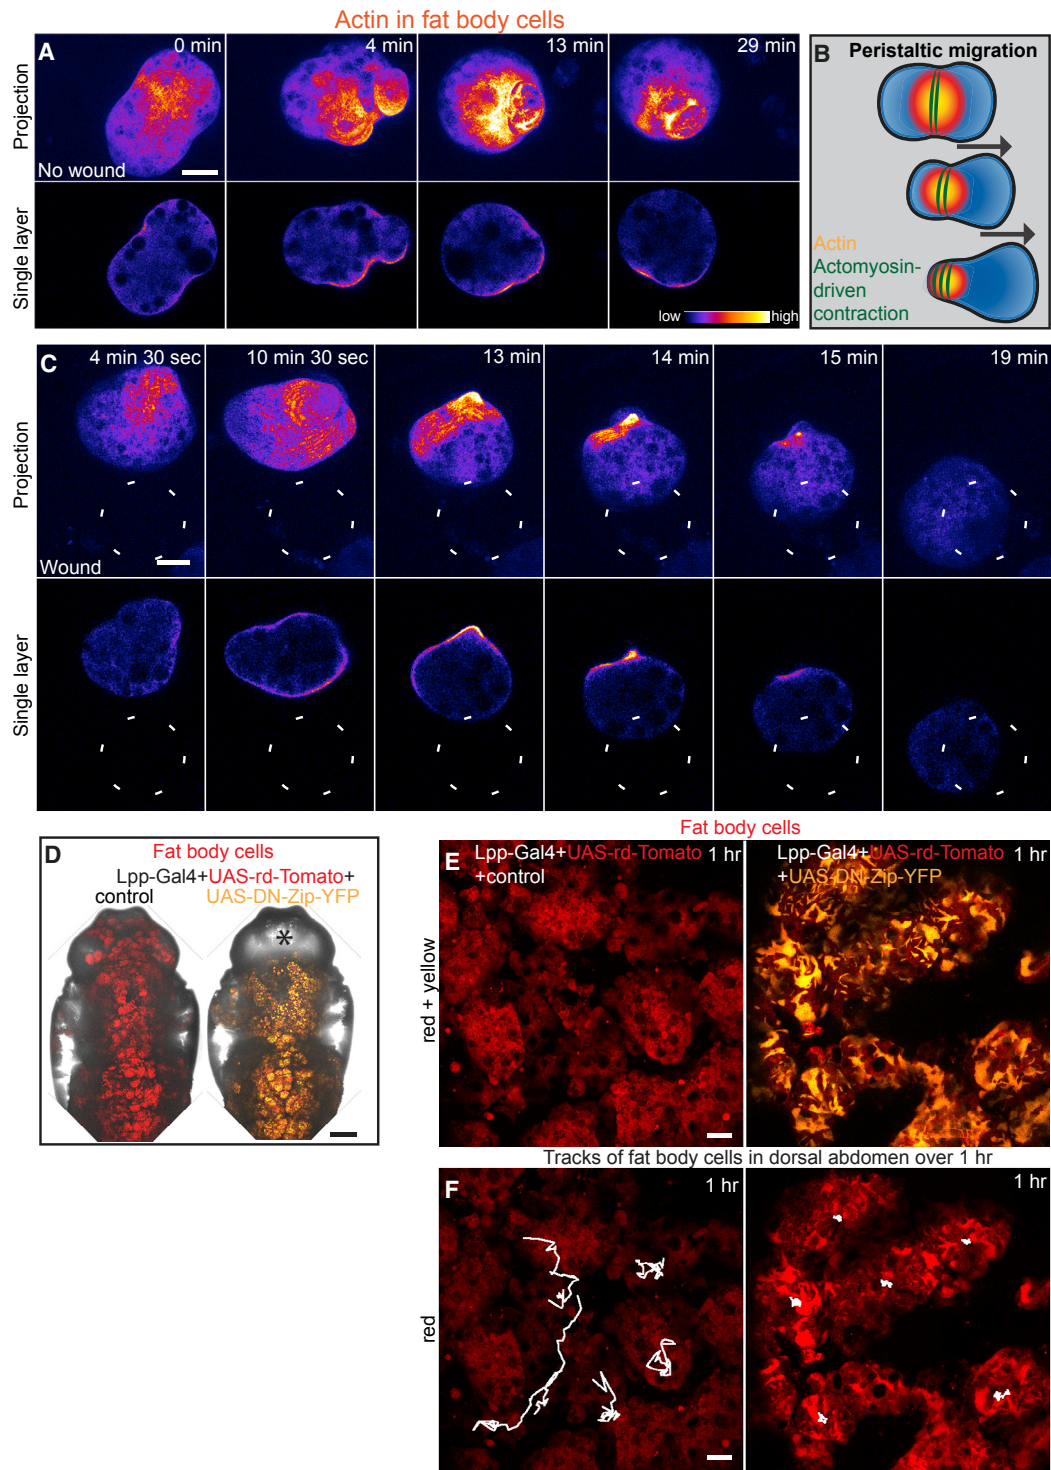 Actin in fat body cells
A
0 min
4 min
13 min
29 min
Projection
No wound
Single layer
low
high
B
Peristaltic migration
Actin
Actomyosin-
driven
contraction
C
4 min 30 sec
10 min 30 sec
13 min
14 min
15 min
19 min
Projection
Wound
Single layer
D
Fat body cells
Lpp-Gal4+UAS-rd-Tomato+
control
UAS-DN-Zip-YFP
*
Fat body cells
E
Lpp-Gal4+UAS-rd-Tomato
+control
1 hr
Lpp-Gal4+UAS-rd-Tomato
+UAS-DN-Zip-YFP
1 hr
red + yellow
Tracks of fat body cells in dorsal abdomen over 1 hr
F
1 hr
1 hr
red